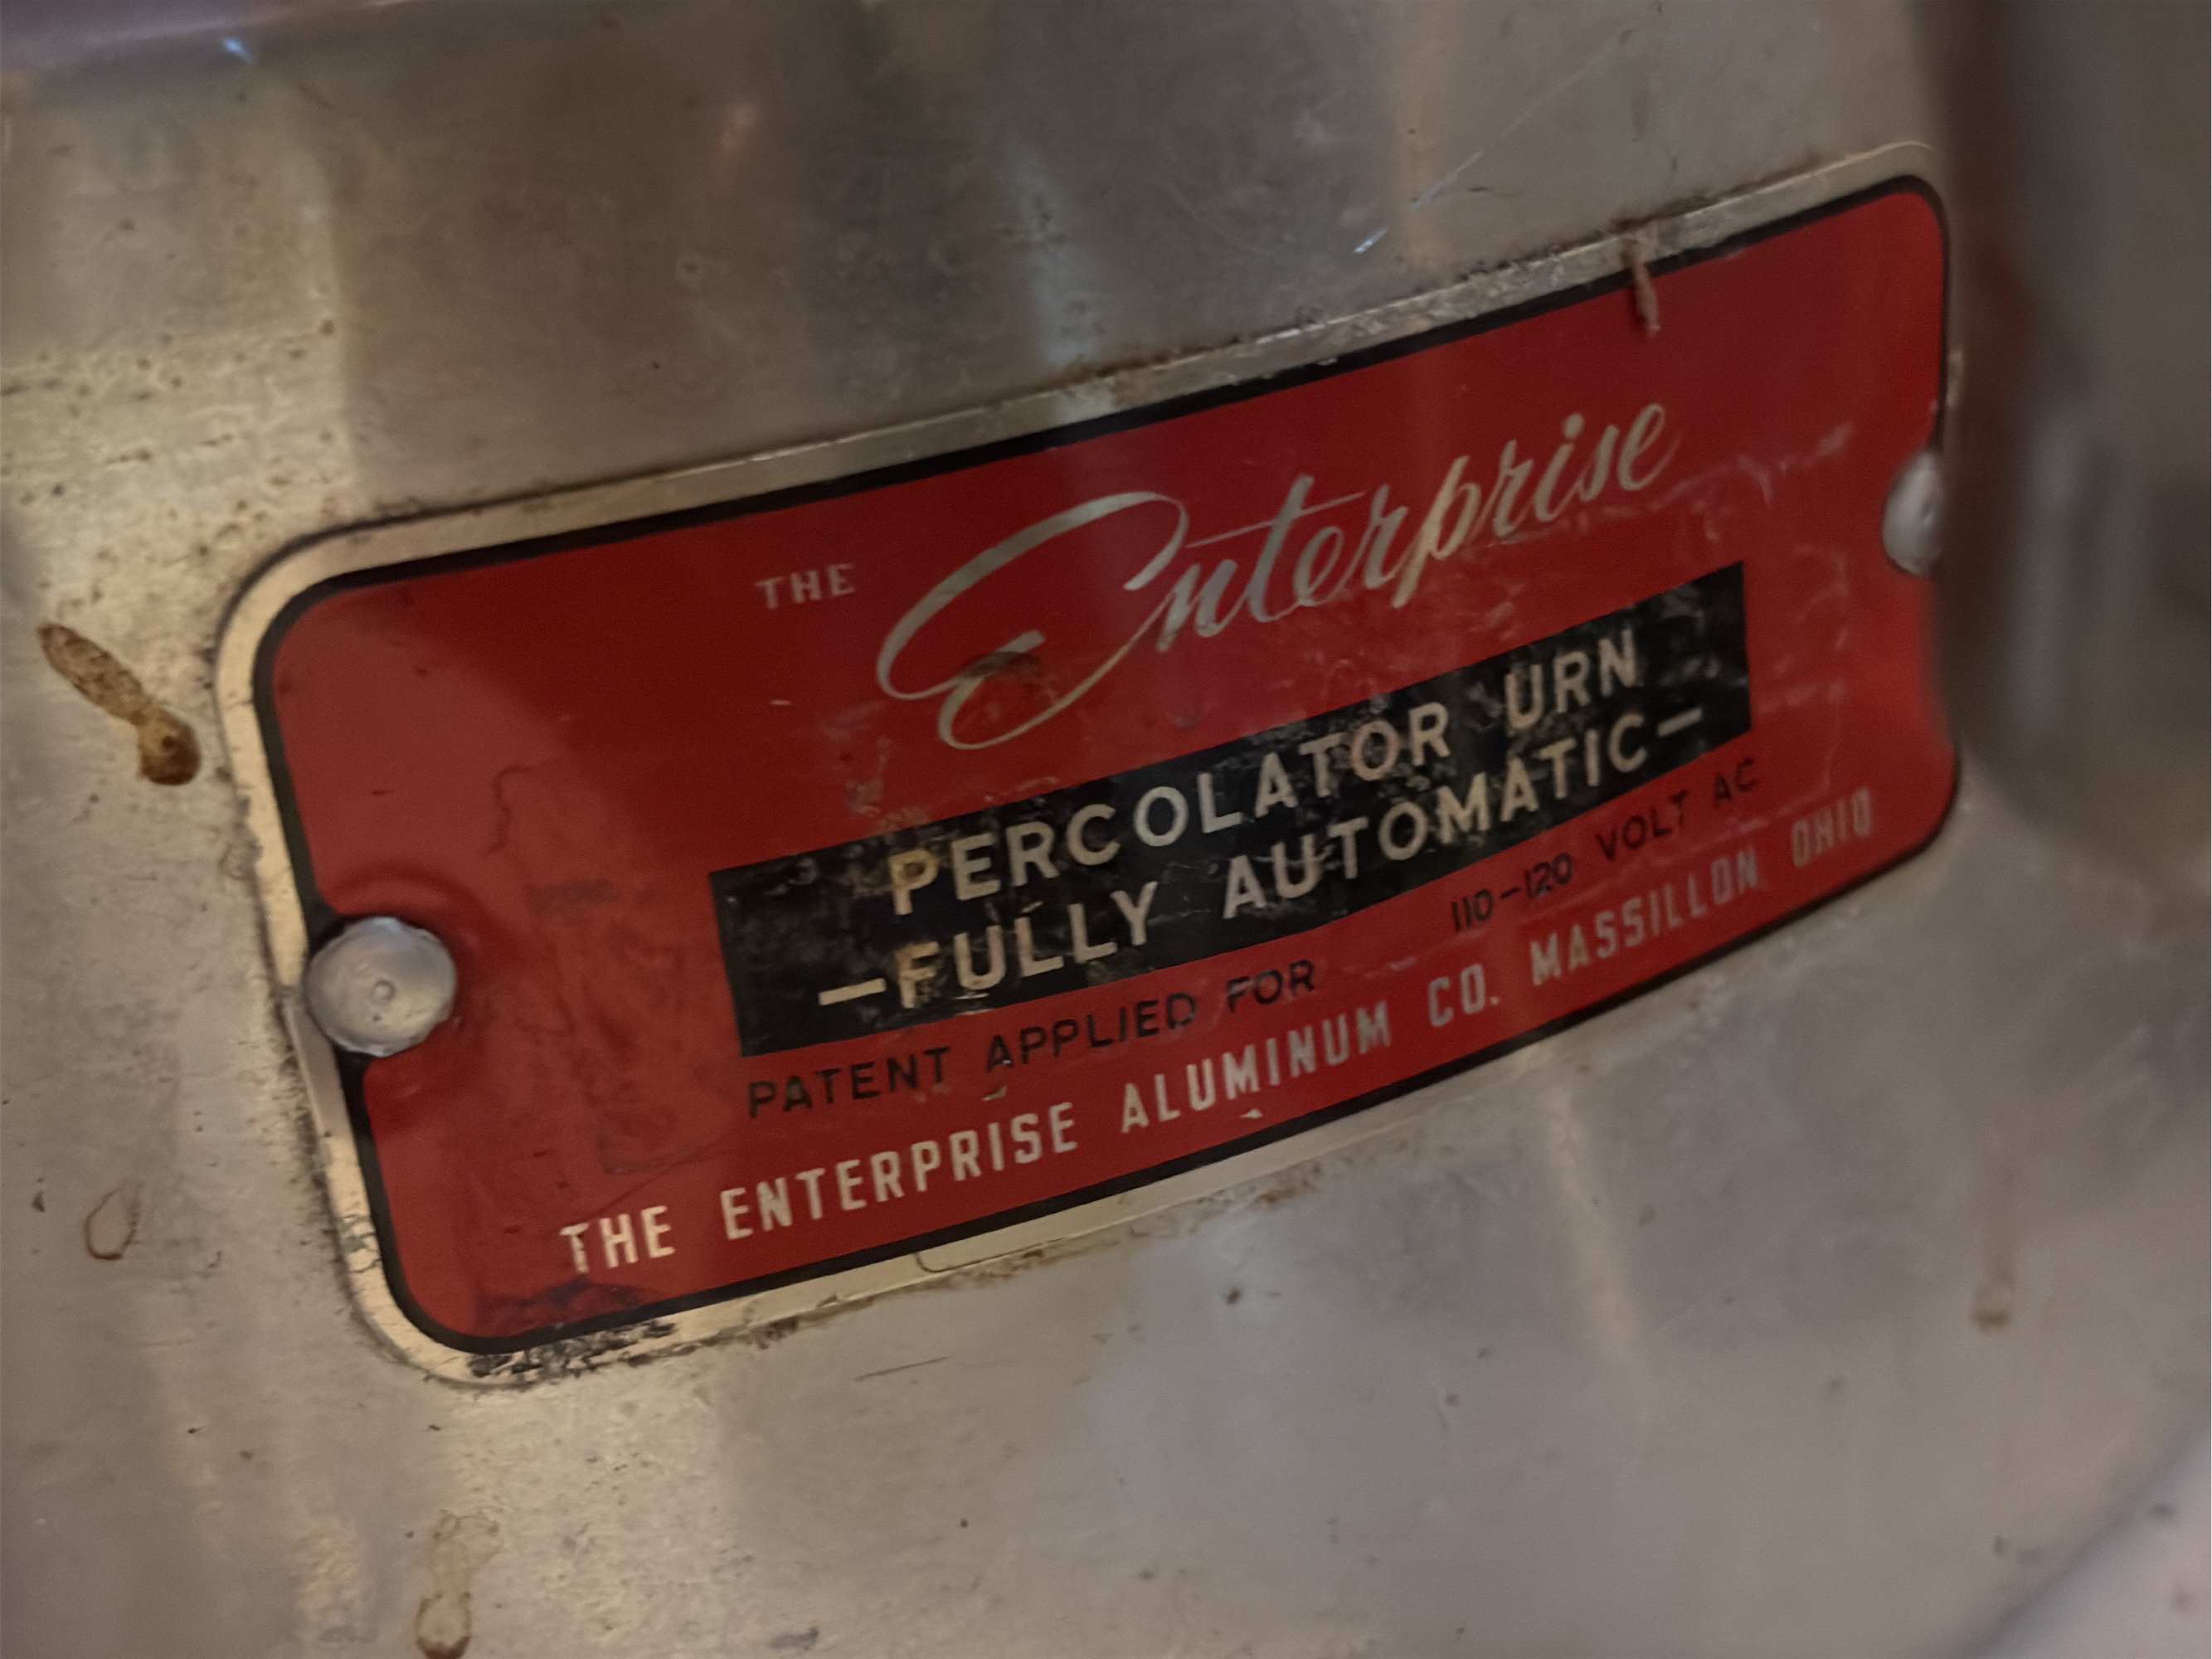 THE Enterprise
PERCOLATOR URN
—FULLY AUTOMATIC—
PATENT APPLIED FOR 110-120 VOLT AC
THE ENTERPRISE ALUMINUM CO. MASSILLON OHIO